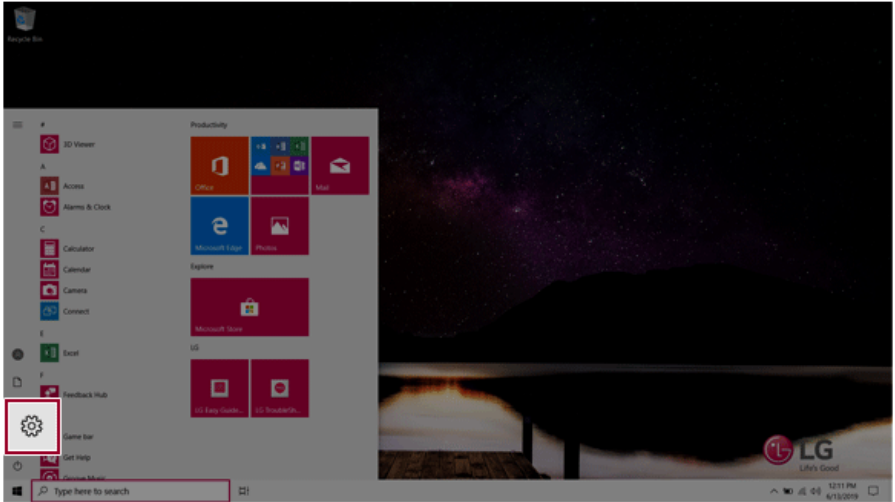 Recycle Bin
#
3D Viewer
A
Access
Alarms & Clock
C
Calculator
Calendar
Camera
Connect
E
Excel
F
Feedback Hub
Game bar
Get Help
Groove Music
Productivity
Office
Mail
Microsoft Edge
Photos
Explore
Microsoft Store
LG
LG Easy Guide...
LG TroubleSh...
LG
Life's Good
Type here to search
12:11 PM
6/13/2019